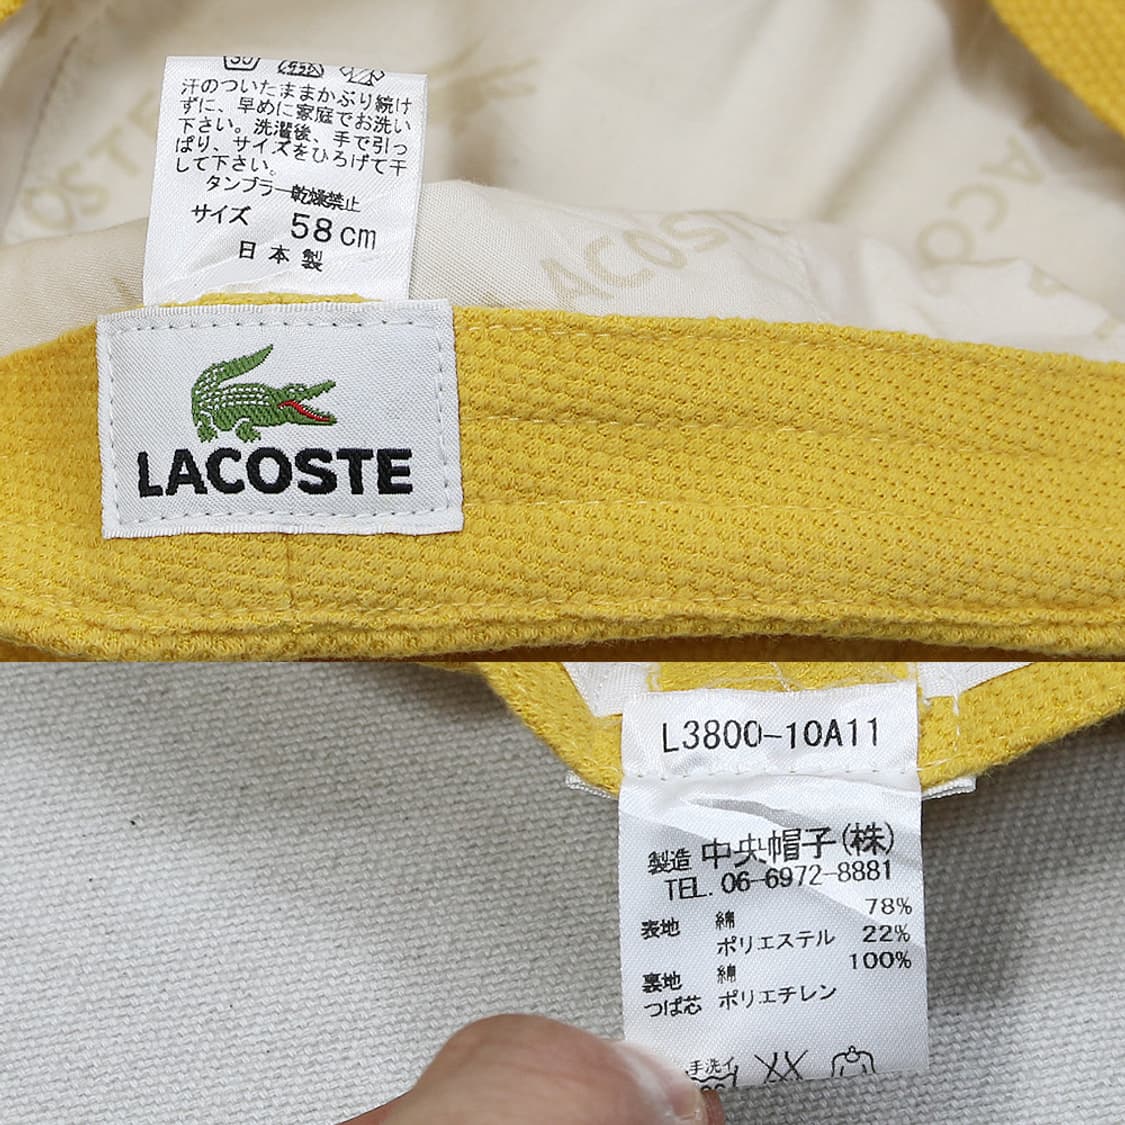 汗のついたままかぶり続け
ずに、早めに家庭でお洗い
下さい。洗濯後、手で引っ
ぱり、サイズをひろげて干
して下さい。
タンブラー乾燥禁止
サイズ 58cm
日本製
LACOSTE
LACOSTE
L3800-10A11
製造 中央帽子(株)
TEL. 06-6972-8881
表地 綿 78%
ポリエステル 22%
裏地 綿 100%
つば芯 ポリエチレン
手洗イ